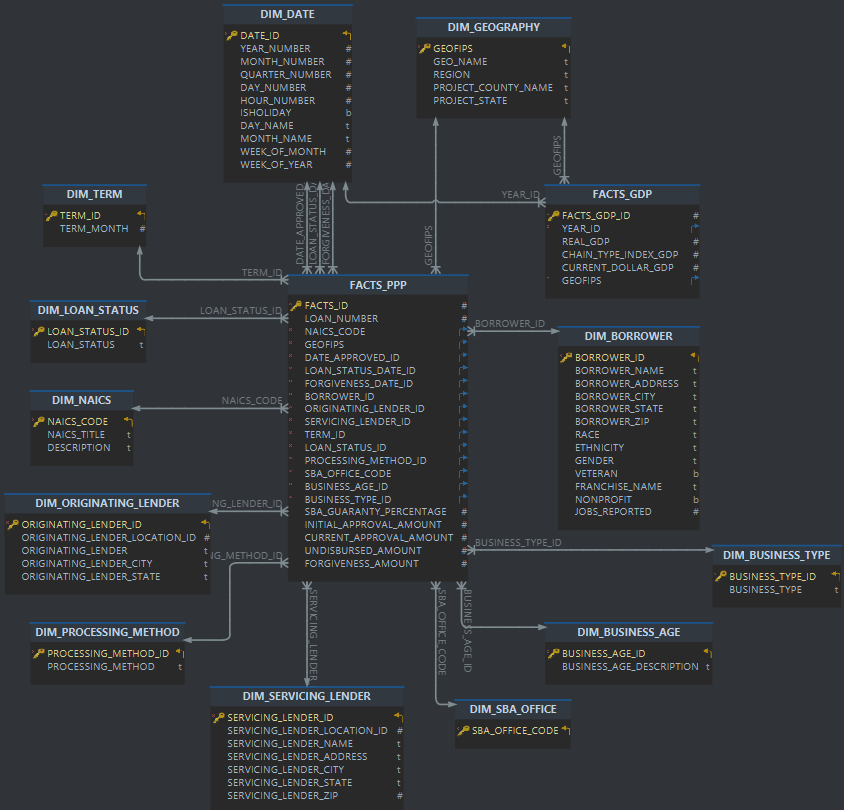 DIM_DATE
DATE_ID
YEAR_NUMBER #
MONTH_NUMBER #
QUARTER_NUMBER #
DAY_NUMBER #
HOUR_NUMBER #
ISHOLIDAY b
DAY_NAME t
MONTH_NAME t
WEEK_OF_MONTH #
WEEK_OF_YEAR #
DIM_GEOGRAPHY
GEOFIPS
GEO_NAME t
REGION t
PROJECT_COUNTY_NAME t
PROJECT_STATE t
GEOFIPS
YEAR_ID
DATE_APPROVED
LOAN_STATUS_D
FORGIVENESS_D
GEOFIPS
FACTS_GDP
FACTS_GDP_ID #
YEAR_ID
REAL_GDP #
CHAIN_TYPE_INDEX_GDP #
CURRENT_DOLLAR_GDP #
GEOFIPS
DIM_TERM
TERM_ID
TERM_MONTH #
TERM_ID
DIM_LOAN_STATUS
LOAN_STATUS_ID
LOAN_STATUS t
LOAN_STATUS_ID
DIM_NAICS
NAICS_CODE
NAICS_TITLE t
DESCRIPTION t
NAICS_CODE
FACTS_PPP
FACTS_ID #
LOAN_NUMBER #
NAICS_CODE
GEOFIPS
DATE_APPROVED_ID
LOAN_STATUS_DATE_ID
FORGIVENESS_DATE_ID
BORROWER_ID
ORIGINATING_LENDER_ID
SERVICING_LENDER_ID
TERM_ID
LOAN_STATUS_ID
PROCESSING_METHOD_ID
SBA_OFFICE_CODE
BUSINESS_AGE_ID
BUSINESS_TYPE_ID
SBA_GUARANTY_PERCENTAGE #
INITIAL_APPROVAL_AMOUNT #
CURRENT_APPROVAL_AMOUNT #
UNDISBURSED_AMOUNT #
FORGIVENESS_AMOUNT #
BORROWER_ID
DIM_BORROWER
BORROWER_ID
BORROWER_NAME t
BORROWER_ADDRESS t
BORROWER_CITY t
BORROWER_STATE t
BORROWER_ZIP t
RACE t
ETHNICITY t
GENDER t
VETERAN b
FRANCHISE_NAME t
NONPROFIT b
JOBS_REPORTED #
DIM_ORIGINATING_LENDER
ORIGINATING_LENDER_ID
ORIGINATING_LENDER_LOCATION_ID #
ORIGINATING_LENDER t
ORIGINATING_LENDER_CITY t
ORIGINATING_LENDER_STATE t
NG_LENDER_ID
NG_METHOD_ID
BUSINESS_TYPE_ID
DIM_BUSINESS_TYPE
BUSINESS_TYPE_ID
BUSINESS_TYPE t
DIM_PROCESSING_METHOD
PROCESSING_METHOD_ID
PROCESSING_METHOD t
SERVICING_LENDER
SBA_OFFICE_CODE
BUSINESS_AGE_ID
DIM_BUSINESS_AGE
BUSINESS_AGE_ID
BUSINESS_AGE_DESCRIPTION t
DIM_SERVICING_LENDER
SERVICING_LENDER_ID
SERVICING_LENDER_LOCATION_ID #
SERVICING_LENDER_NAME t
SERVICING_LENDER_ADDRESS t
SERVICING_LENDER_CITY t
SERVICING_LENDER_STATE t
SERVICING_LENDER_ZIP #
DIM_SBA_OFFICE
SBA_OFFICE_CODE